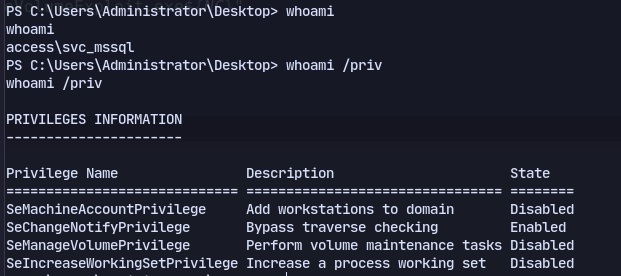 PS C:\Users\Administrator\Desktop> whoami
whoami
access\svc_mssql
PS C:\Users\Administrator\Desktop> whoami /priv
whoami /priv
PRIVILEGES INFORMATION
----------------------
Privilege Name Description State
============================= ================================ ========
SeMachineAccountPrivilege Add workstations to domain Disabled
SeChangeNotifyPrivilege Bypass traverse checking Enabled
SeManageVolumePrivilege Perform volume maintenance tasks Disabled
SeIncreaseWorkingSetPrivilege Increase a process working set Disabled